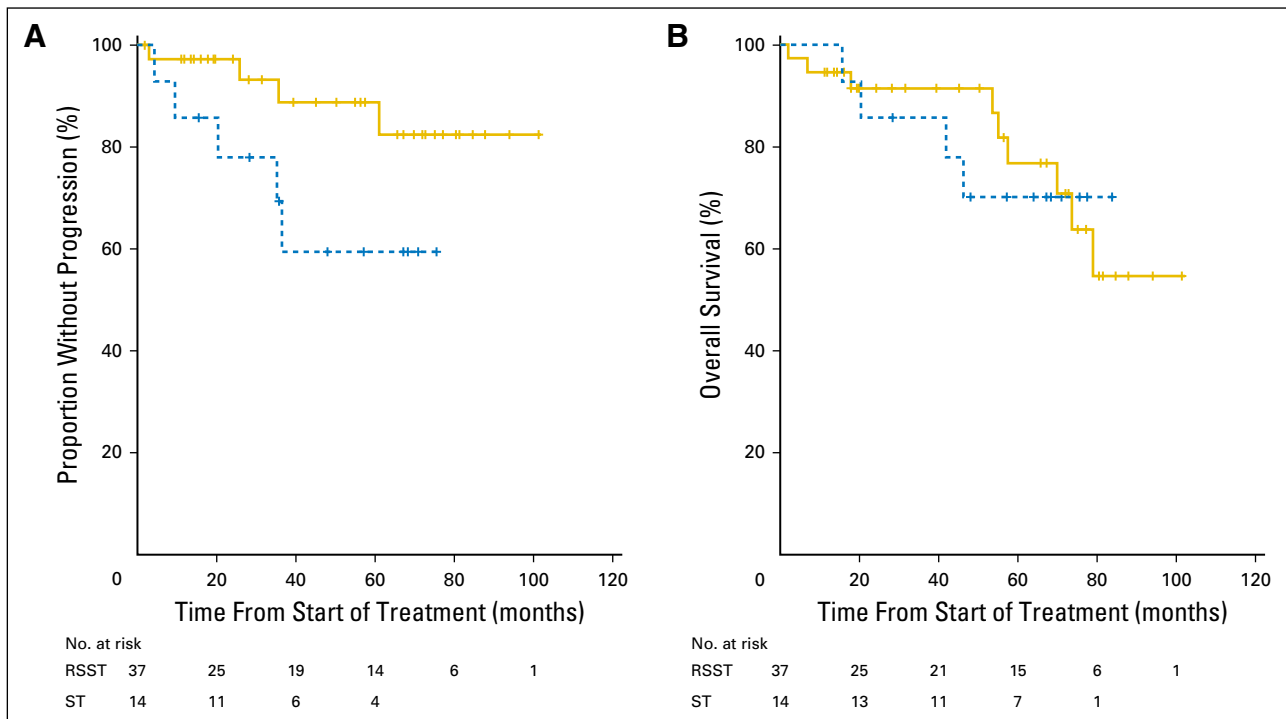 A
Proportion Without Progression (%)
100
80
60
40
20
0
20 40 60 80 100 120
Time From Start of Treatment (months)
No. at risk
RSST 37 25 19 14 6 1
ST 14 11 6 4
B
Overall Survival (%)
100
80
60
40
20
0
20 40 60 80 100 120
Time From Start of Treatment (months)
No. at risk
RSST 37 25 21 15 6 1
ST 14 13 11 7 1